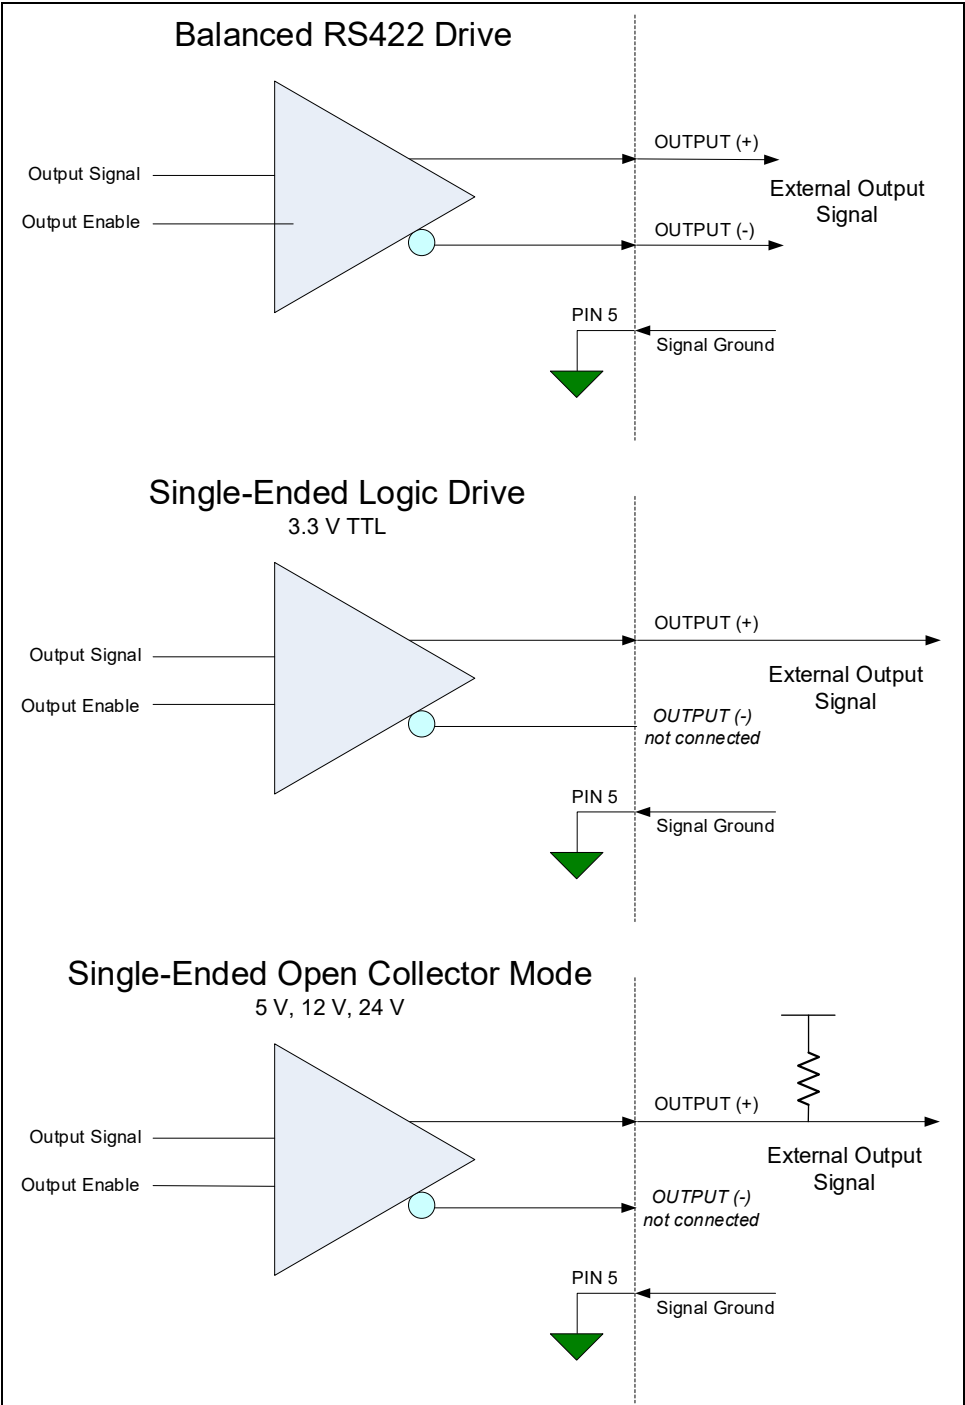 Balanced RS422 Drive
OUTPUT (+)
Output Signal
External Output
Signal
Output Enable
OUTPUT (-)
PIN 5
Signal Ground
Single-Ended Logic Drive
3.3 V TTL
OUTPUT (+)
Output Signal
External Output
Signal
Output Enable
OUTPUT (-)
not connected
PIN 5
Signal Ground
Single-Ended Open Collector Mode
5 V, 12 V, 24 V
OUTPUT (+)
Output Signal
External Output
Signal
Output Enable
OUTPUT (-)
not connected
PIN 5
Signal Ground